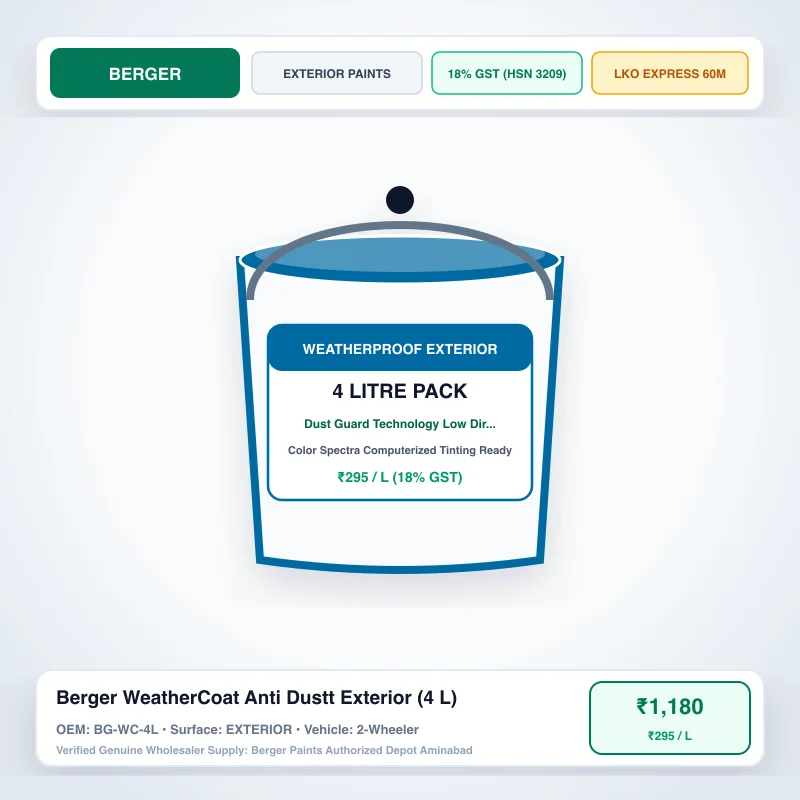 BERGER
EXTERIOR PAINTS
18% GST (HSN 3209)
LKO EXPRESS 60M
WEATHERPROOF EXTERIOR
4 LITRE PACK
Dust Guard Technology Low Dir...
Color Spectra Computerized Tinting Ready
₹295 / L (18% GST)
Berger WeatherCoat Anti Dustt Exterior (4 L)
OEM: BG-WC-4L • Surface: EXTERIOR • Vehicle: 2-Wheeler
Verified Genuine Wholesaler Supply: Berger Paints Authorized Depot Aminabad
₹1,180
₹295 / L